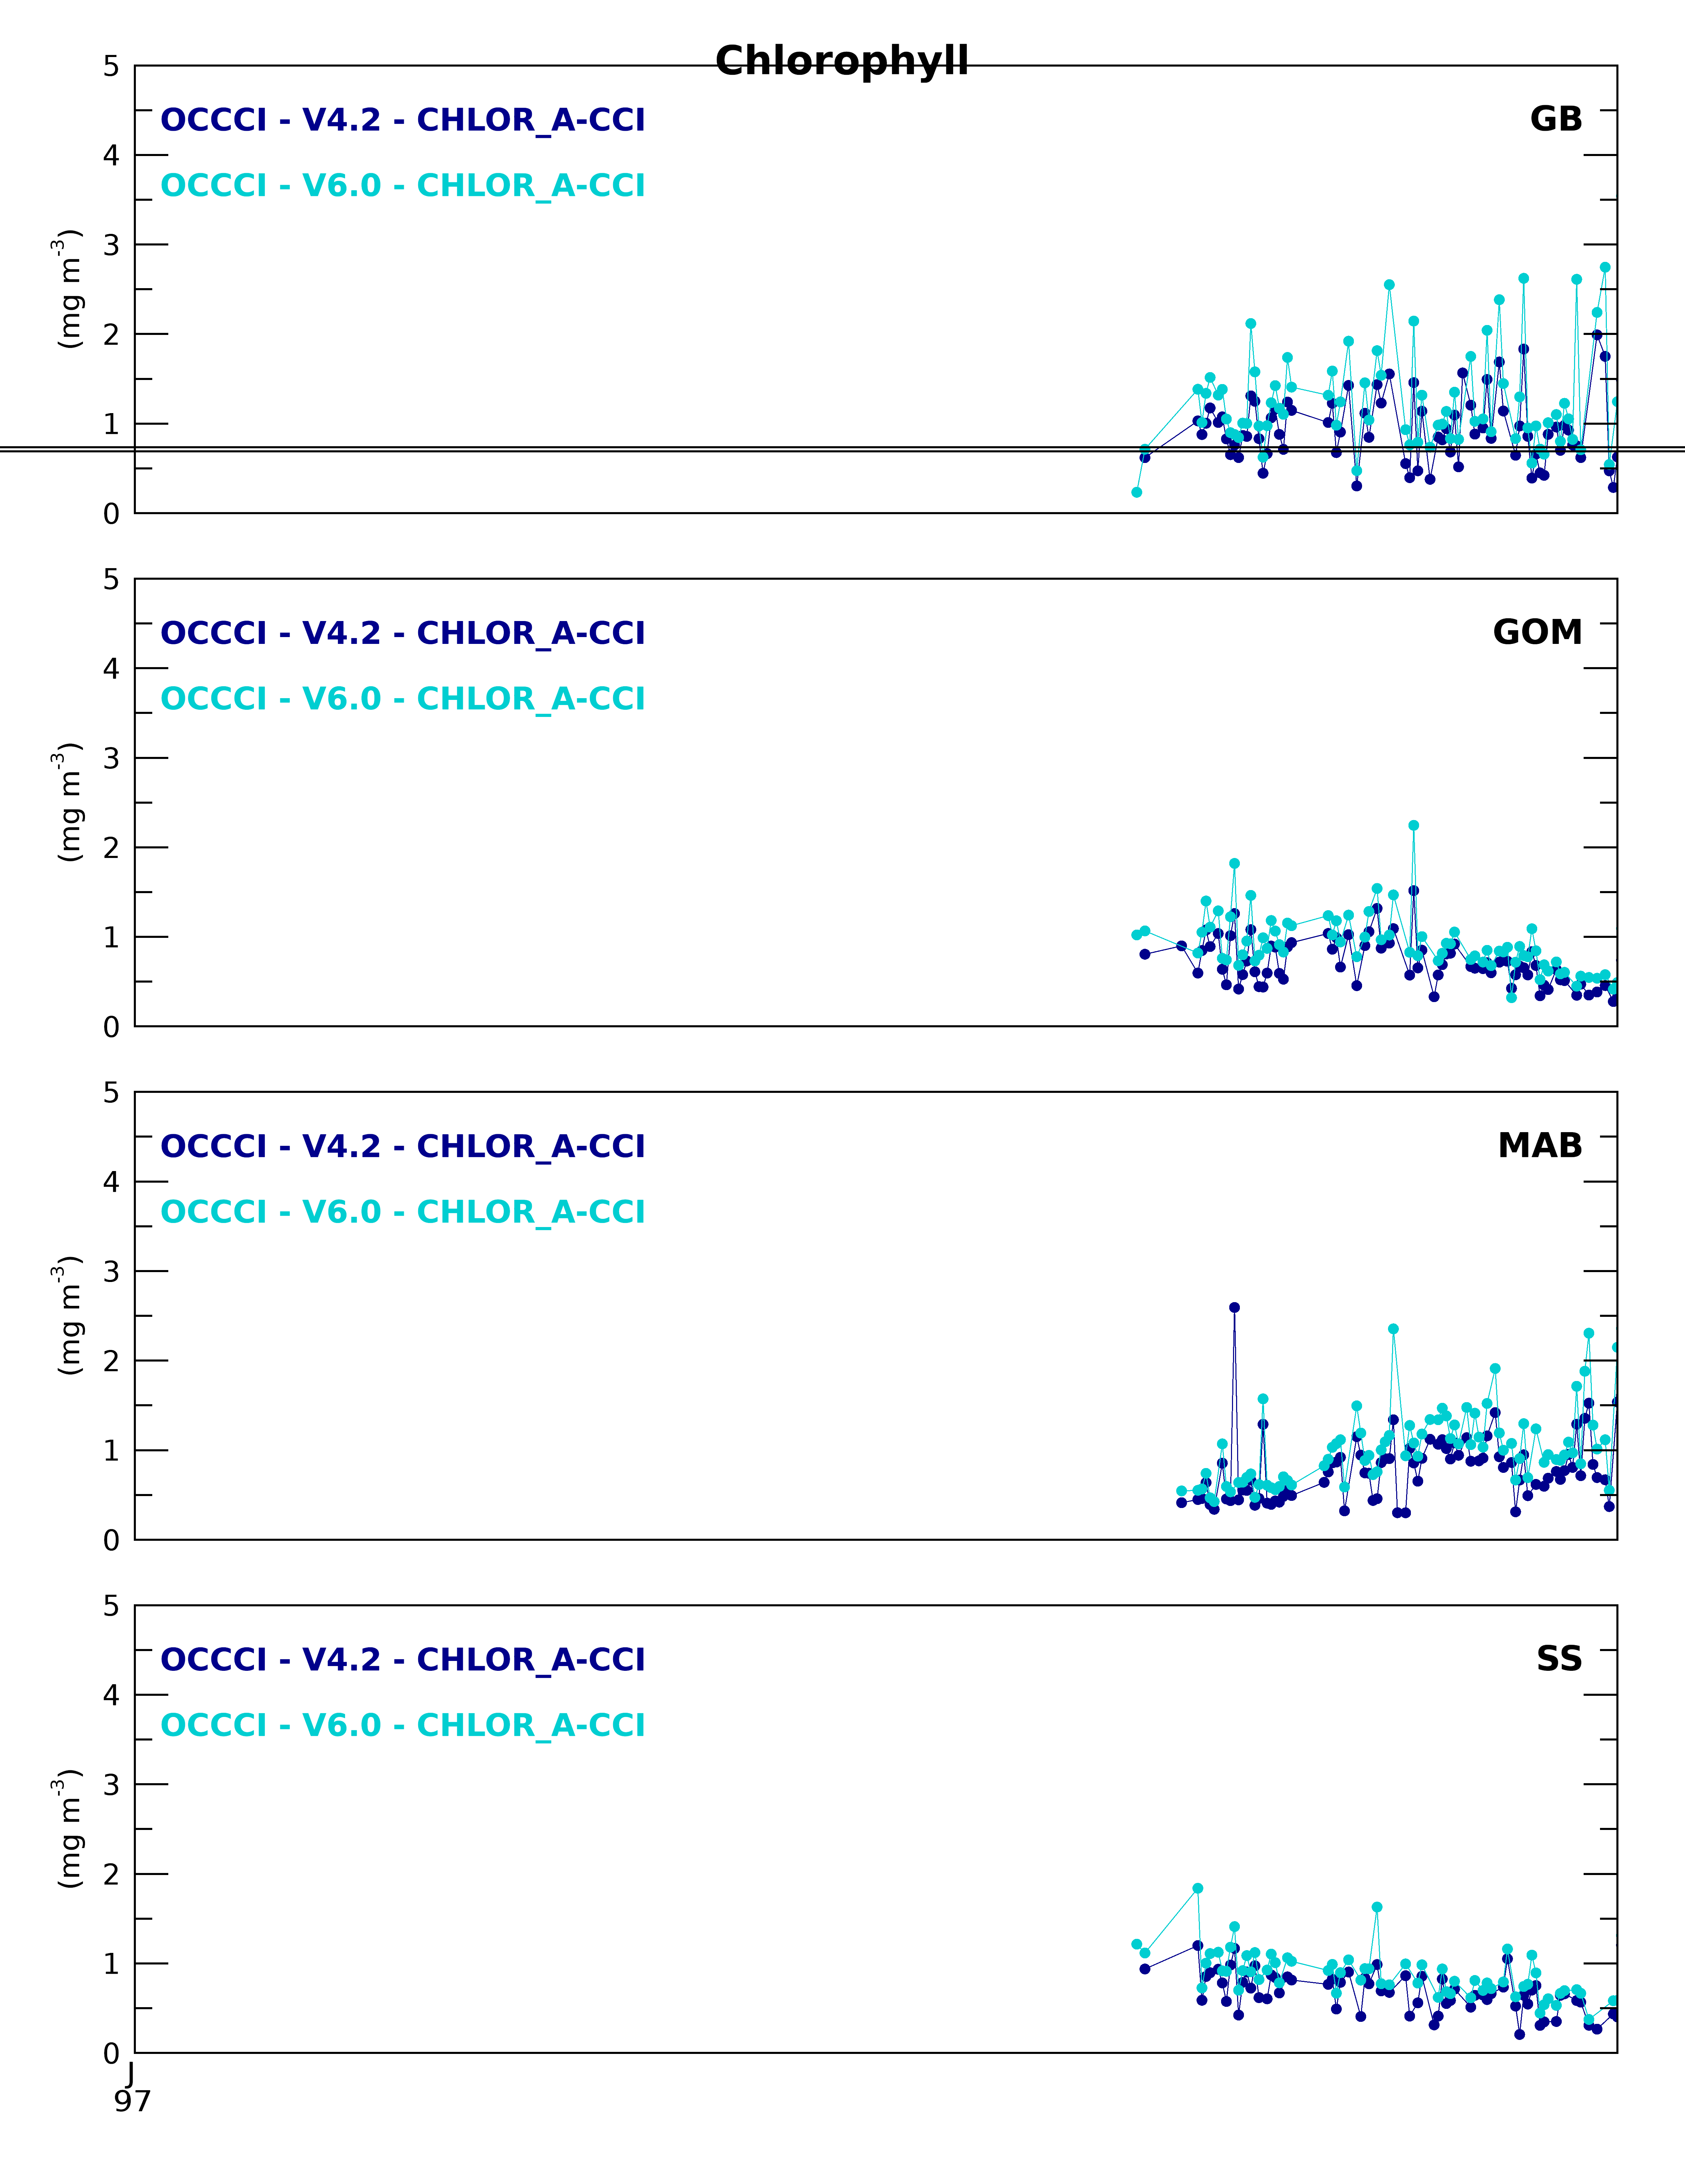 Chlorophyll
5
OCCCI - V4.2 - CHLOR_A-CCI
GB
4
OCCCI - V6.0 - CHLOR_A-CCI
3
(mg m-3)
2
1
0
5
OCCCI - V4.2 - CHLOR_A-CCI
GOM
4
OCCCI - V6.0 - CHLOR_A-CCI
3
(mg m-3)
2
1
0
5
OCCCI - V4.2 - CHLOR_A-CCI
MAB
4
OCCCI - V6.0 - CHLOR_A-CCI
3
(mg m-3)
2
1
0
5
OCCCI - V4.2 - CHLOR_A-CCI
SS
4
OCCCI - V6.0 - CHLOR_A-CCI
3
(mg m-3)
2
1
0
J
97